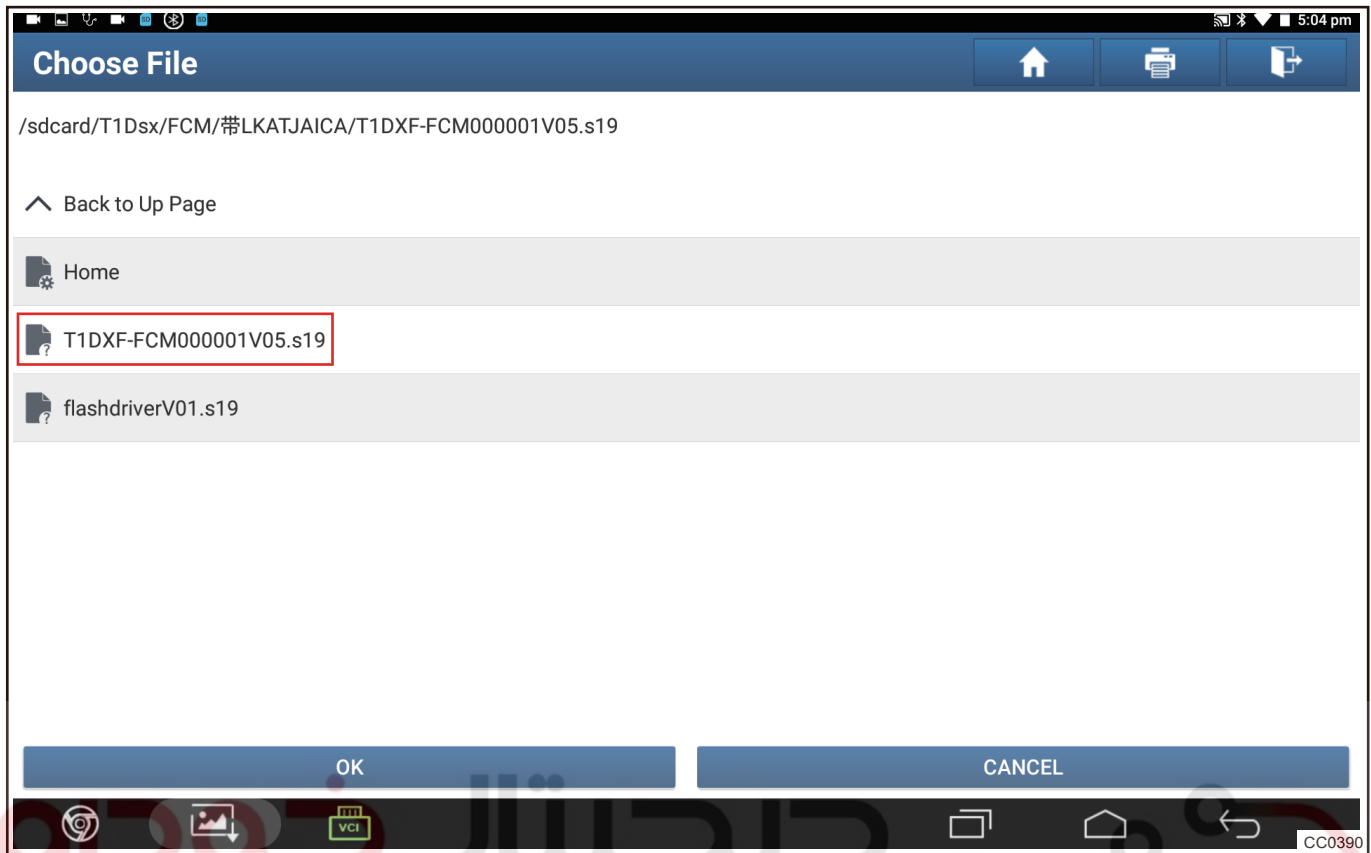 5:04 pm
Choose File
/sdcard/T1Dsx/FCM/带LKATJAICA/T1DXF-FCM000001V05.s19
Back to Up Page
Home
T1DXF-FCM000001V05.s19
flashdriverV01.s19
OK
CANCEL
VCI
CC0390